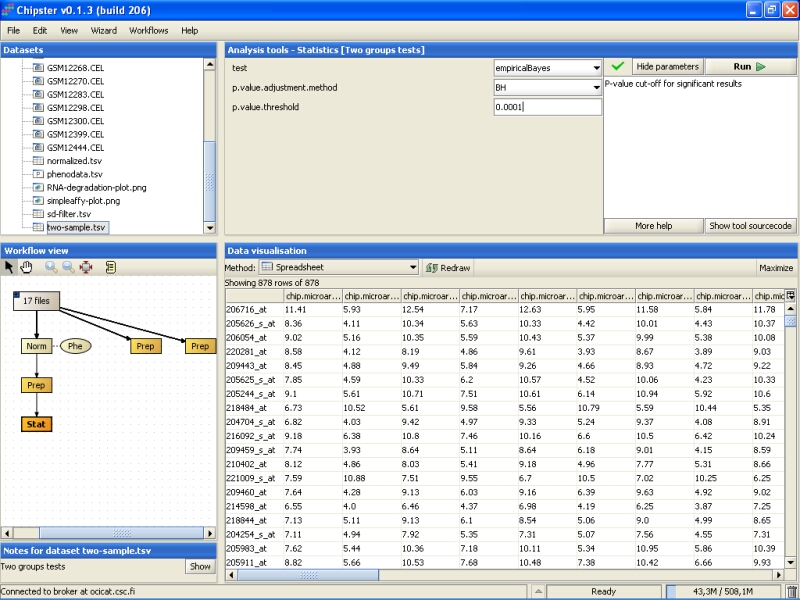 Chipster v0.1.3 (build 206)
File Edit View Wizard Workflows Help
Datasets
GSM12268.CEL
GSM12270.CEL
GSM12283.CEL
GSM12298.CEL
GSM12300.CEL
GSM12399.CEL
GSM12444.CEL
normalized.tsv
phenodata.tsv
RNA-degradation-plot.png
simpleaffy-plot.png
sd-filter.tsv
two-sample.tsv
Analysis tools - Statistics [Two groups tests]
test empiricalBayes
p.value.adjustment.method BH
p.value.threshold 0.0001
Hide parameters Run
P-value cut-off for significant results
More help Show tool sourcecode
Workflow view
17 files
Norm Phe Prep Prep
Prep
Stat
Notes for dataset two-sample.tsv
Two groups tests Show
Data visualisation
Method: Spreadsheet Redraw Maximize
Showing 878 rows of 878
chip.microar... chip.microar... chip.microar... chip.microar... chip.microar... chip.microar... chip.microar... chip.microar... chip.mic
206716_at 11.41 5.93 12.54 7.17 12.63 5.95 11.58 5.84 11.78
205626_s_at 8.36 4.11 10.34 5.63 10.33 4.42 10.01 4.43 10.37
206054_at 9.02 5.16 10.35 5.59 10.43 5.37 9.99 5.38 10.08
220281_at 8.58 4.12 8.19 4.86 9.61 3.93 8.67 3.89 9.03
209443_at 8.45 4.88 9.49 5.84 9.26 4.66 8.93 4.72 9.22
205625_s_at 7.85 4.59 10.33 6.2 10.57 4.52 10.06 4.23 10.33
205244_s_at 9.1 5.61 10.71 7.51 10.61 6.14 10.94 5.92 10.6
218484_at 6.73 10.52 5.61 9.58 5.56 10.79 5.59 10.44 5.35
204704_s_at 6.82 4.03 9.42 4.97 9.33 5.24 9.37 4.08 8.91
216092_s_at 9.18 6.38 10.8 7.46 10.16 6.6 10.5 6.42 10.24
209459_s_at 7.74 3.93 8.64 5.11 8.64 6.18 9.01 4.15 8.59
210402_at 8.12 4.86 8.03 5.41 9.18 4.96 7.77 5.31 8.66
221009_s_at 7.59 10.88 7.51 9.55 6.7 10.5 7.02 10.25 6.25
209460_at 7.64 4.28 9.13 6.03 9.16 6.39 9.63 4.92 9.02
214598_at 6.55 4.0 6.46 4.37 6.98 4.19 6.25 3.87 7.25
218844_at 7.13 5.11 9.13 6.1 8.54 5.06 9.0 4.99 8.65
204254_s_at 7.11 4.94 7.92 5.35 7.31 5.07 7.56 4.55 7.31
205983_at 7.62 5.44 10.36 7.18 10.11 5.34 10.95 5.86 10.39
205911_at 8.82 5.66 10.53 7.68 10.48 7.38 10.42 6.66 9.93
Connected to broker at ocicat.csc.fi Ready 43,3M / 508,1M